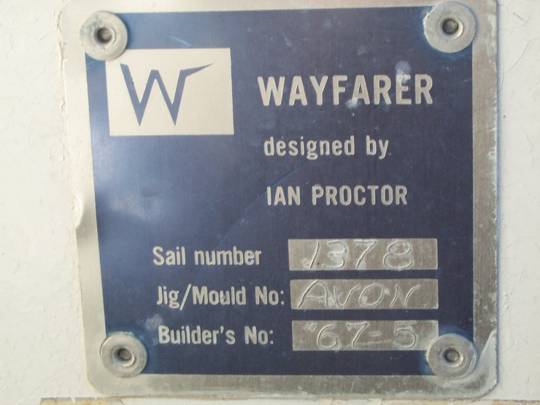 W
WAYFARER
designed by
IAN PROCTOR
Sail number 1378
Jig/Mould No: AVON
Builder's No: 67-5